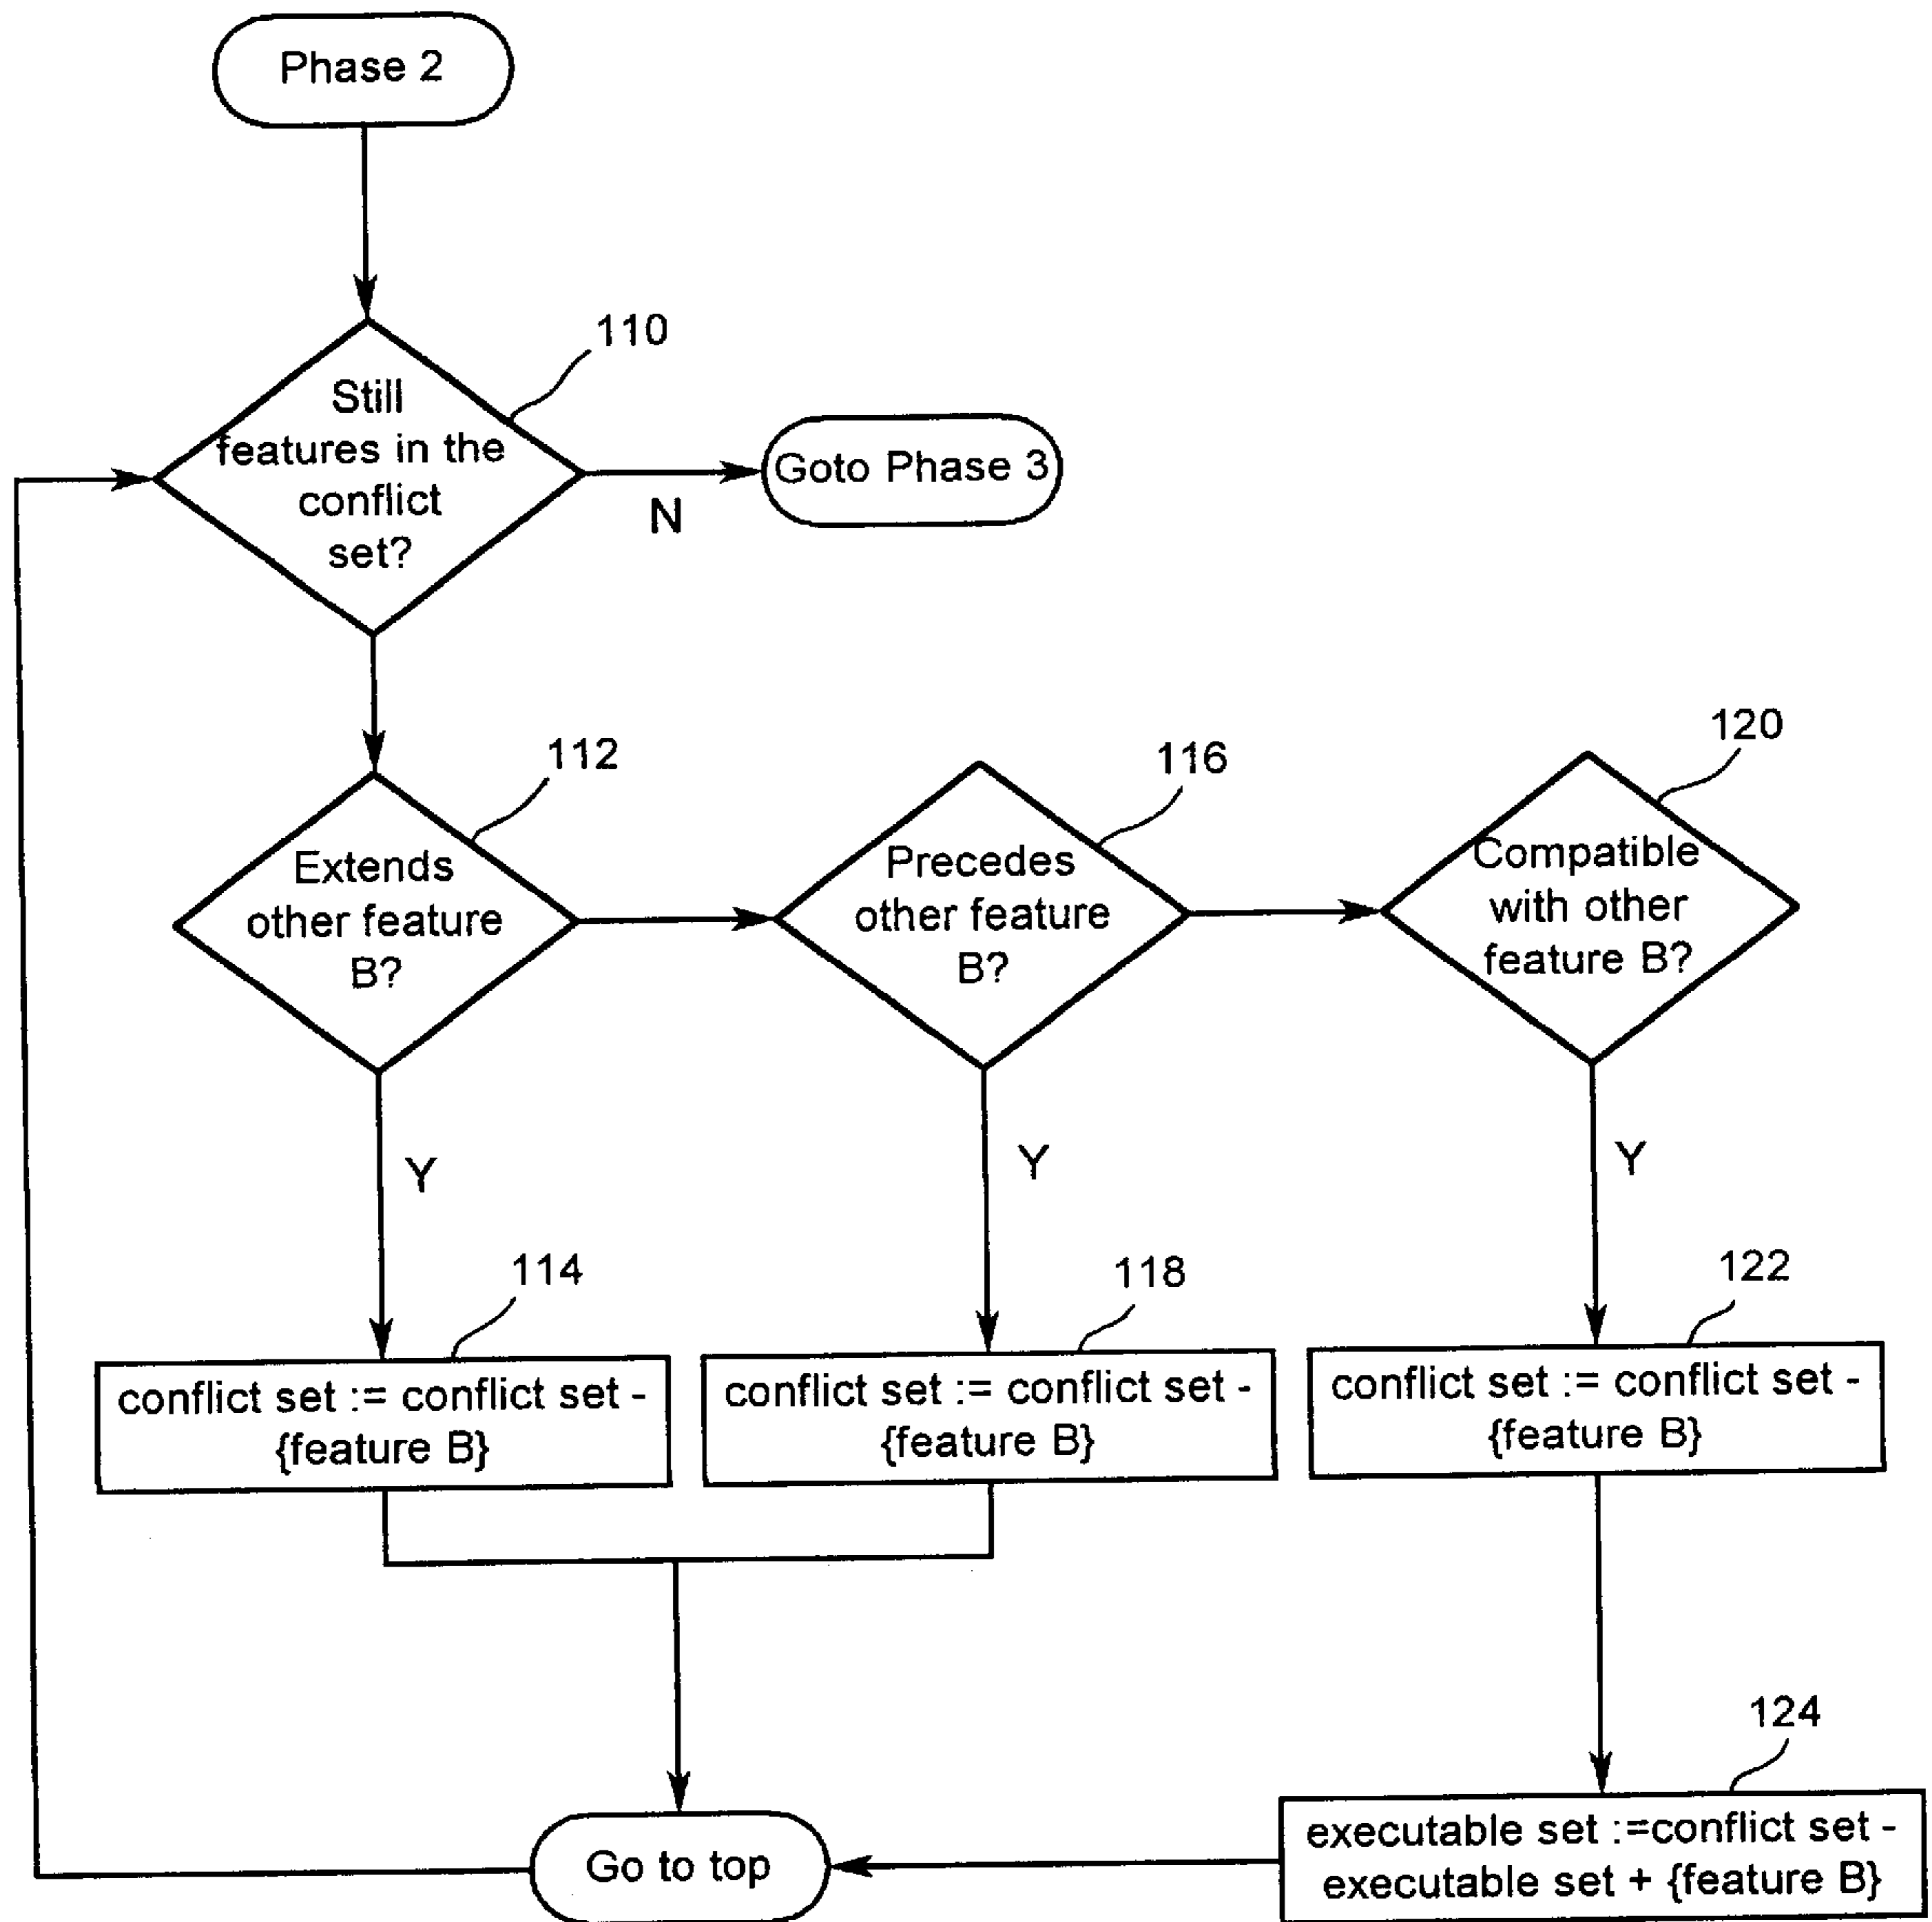 Phase 2
110
Still
features in the
conflict
set?
Goto Phase 3
N
112
116
120
Extends
other feature
B?
Precedes
other feature
B?
Compatible
with other
feature B?
Y
Y
Y
114
118
122
conflict set := conflict set -
{feature B}
conflict set := conflict set -
{feature B}
conflict set := conflict set -
{feature B}
124
executable set :=conflict set -
executable set + {feature B}
Go to top